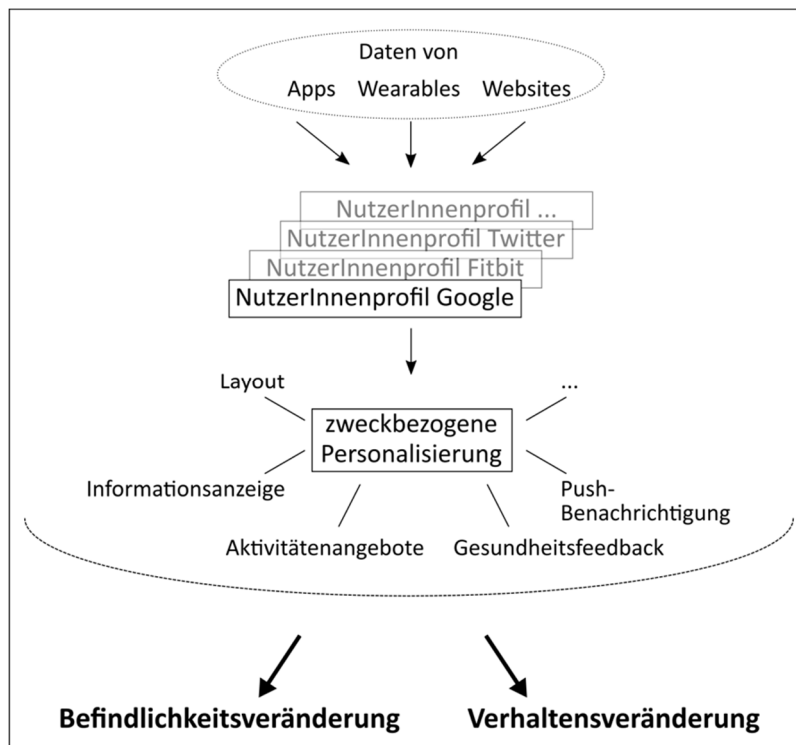 Daten von
Apps Wearables Websites
NutzerInnenprofil ...
NutzerInnenprofil Twitter
NutzerInnenprofil Fitbit
NutzerInnenprofil Google
Layout
...
zweckbezogene
Personalisierung
Informationsanzeige
Push-
Benachrichtigung
Aktivitätenangebote
Gesundheitsfeedback
Befindlichkeitsveränderung
Verhaltensveränderung